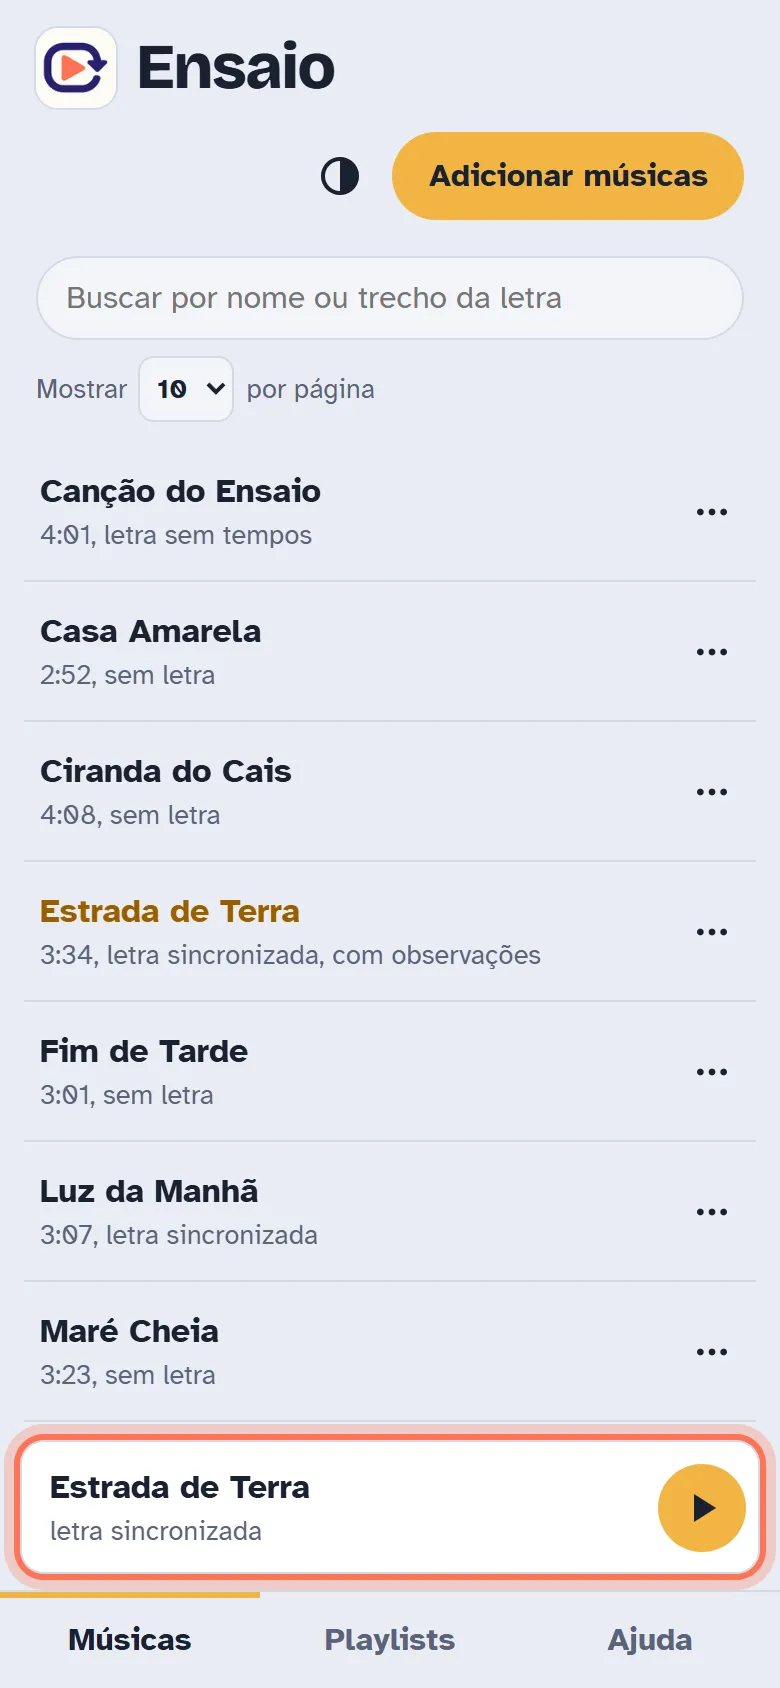 Ensaio
Adicionar músicas
Buscar por nome ou trecho da letra
Mostrar 10 por página
Canção do Ensaio
4:01, letra sem tempos
Casa Amarela
2:52, sem letra
Ciranda do Cais
4:08, sem letra
Estrada de Terra
3:34, letra sincronizada, com observações
Fim de Tarde
3:01, sem letra
Luz da Manhã
3:07, letra sincronizada
Maré Cheia
3:23, sem letra
Estrada de Terra
letra sincronizada
Músicas Playlists Ajuda